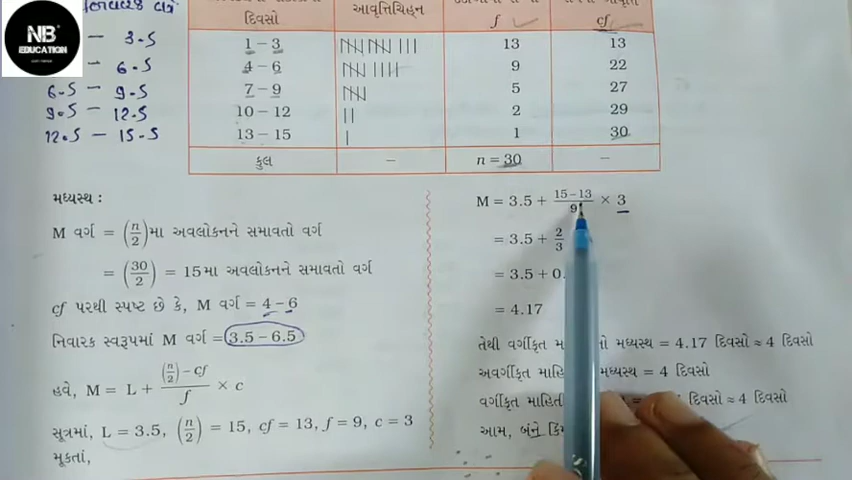 NB
EDUCATION
દિવસો
આવૃત્તિચિહ્ન
f
cf
– 3.5
1 – 3
13
13
– 6.5
4 – 6
9
22
6.5 – 9.5
7 – 9
5
27
9.5 – 12.5
10 – 12
2
29
12.5 – 15.5
13 – 15
1
30
કુલ
–
n = 30
–
મધ્યસ્થ :
M વર્ગ = (n/2)મા અવલોકનને સમાવતો વર્ગ
= (30/2) = 15મા અવલોકનને સમાવતો વર્ગ
cf પરથી સ્પષ્ટ છે કે, M વર્ગ = 4 – 6
નિવારક સ્વરૂપમાં M વર્ગ = 3.5 – 6.5
હવે, M = L + ((n/2) – cf)/f × c
સૂત્રમાં, L = 3.5, (n/2) = 15, cf = 13, f = 9, c = 3
મૂકતાં,
M = 3.5 + (15–13)/9 × 3
= 3.5 + 2/3
= 3.5 + 0.
= 4.17
તેથી વર્ગીકૃત મધ્યસ્થ = 4.17 દિવસો ≈ 4 દિવસો
અવર્ગીકૃત માહિ મધ્યસ્થ = 4 દિવસો
વર્ગીકૃત માહિતી દિવસો ≈ 4 દિવસો
આમ, બંને